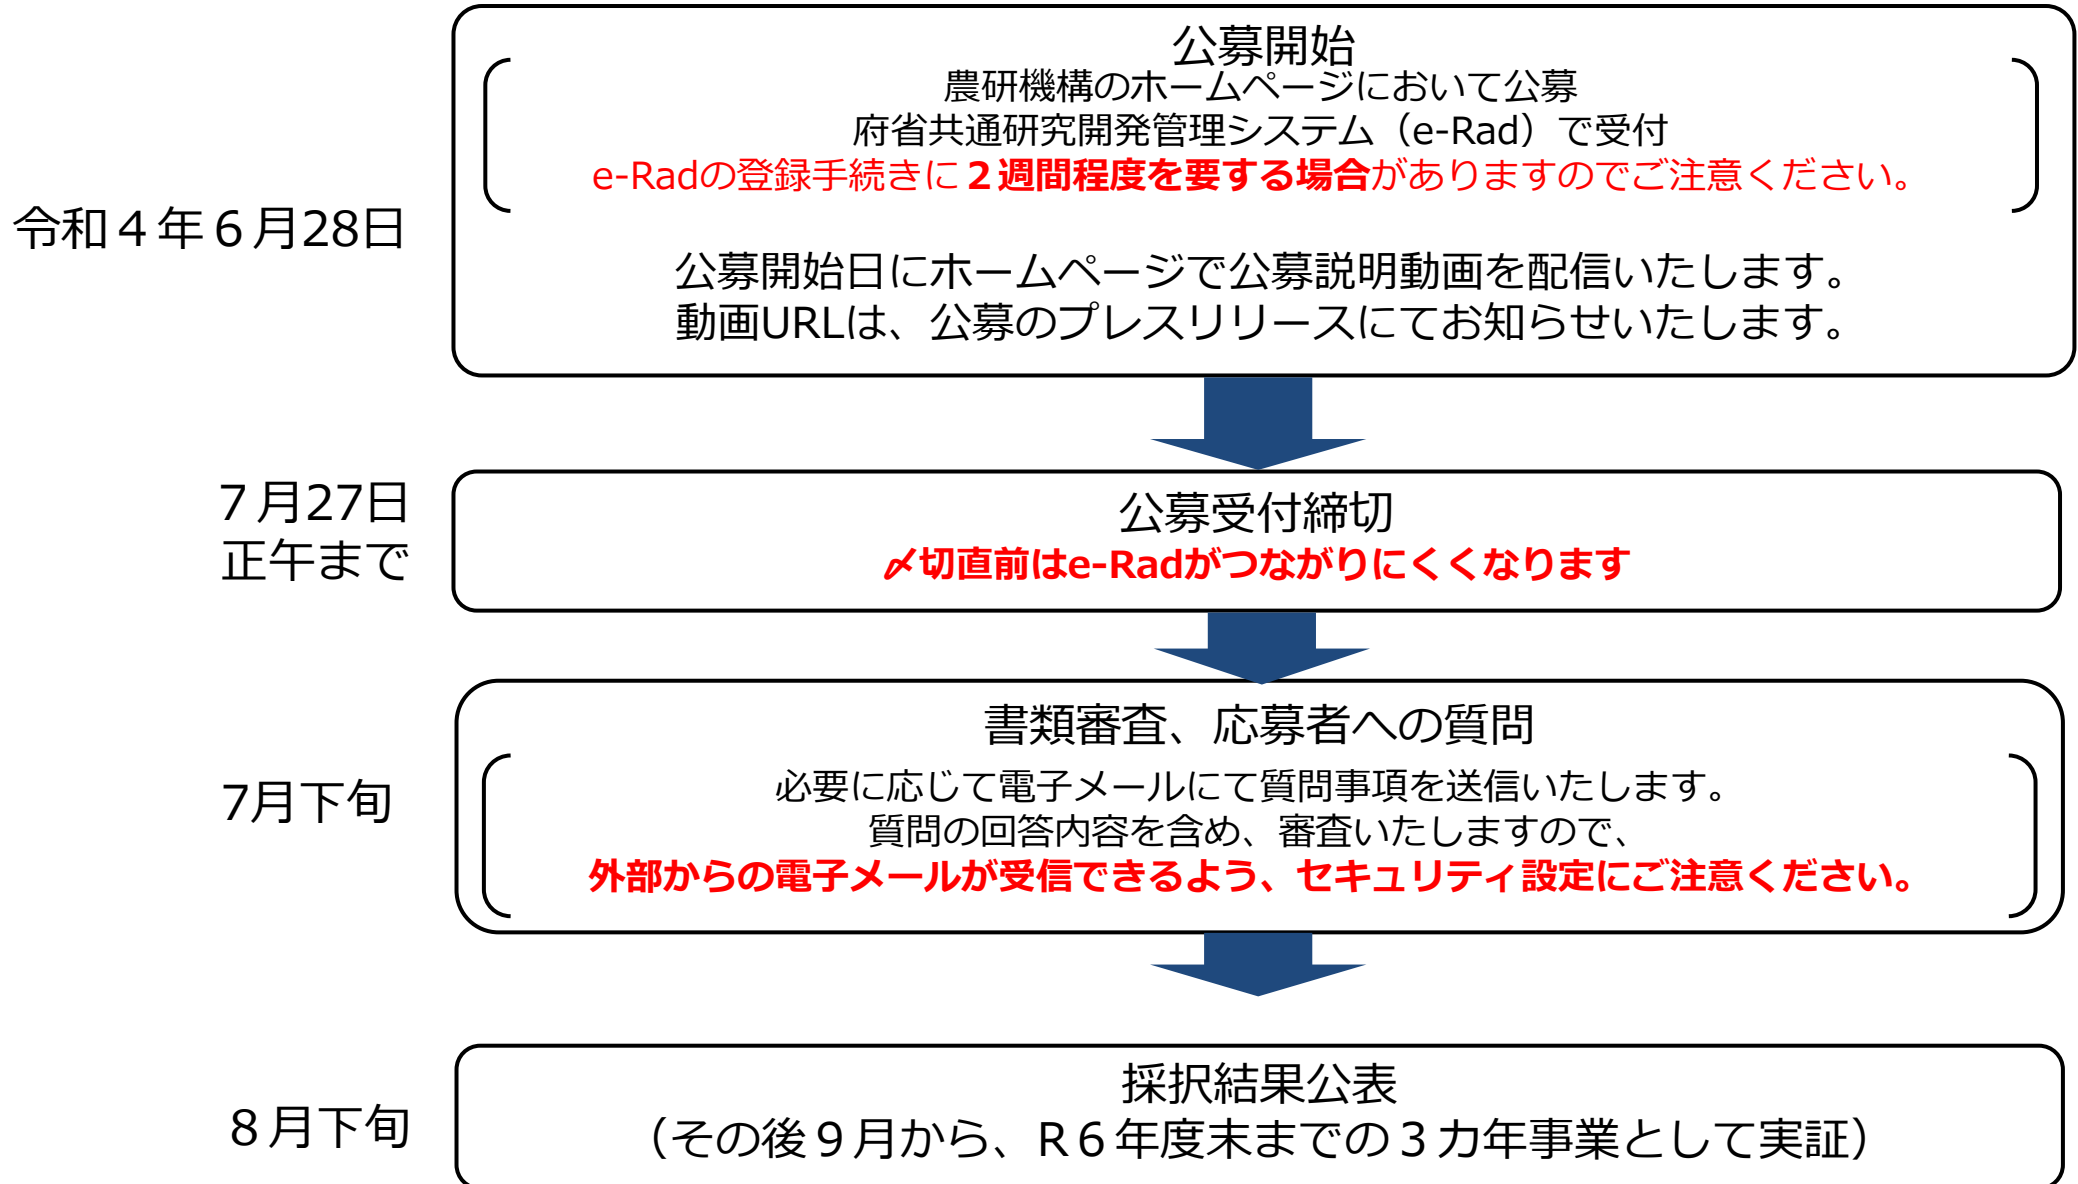 令和４年６月28日
公募開始
農研機構のホームページにおいて公募
府省共通研究開発管理システム（e-Rad）で受付
e-Radの登録手続きに２週間程度を要する場合がありますのでご注意ください。
公募開始日にホームページで公募説明動画を配信いたします。
動画URLは、公募のプレスリリースにてお知らせいたします。
７月27日
正午まで
公募受付締切
〆切直前はe-Radがつながりにくくなります
7月下旬
書類審査、応募者への質問
必要に応じて電子メールにて質問事項を送信いたします。
質問の回答内容を含め、審査いたしますので、
外部からの電子メールが受信できるよう、セキュリティ設定にご注意ください。
８月下旬
採択結果公表
（その後９月から、R６年度末までの３カ年事業として実証）